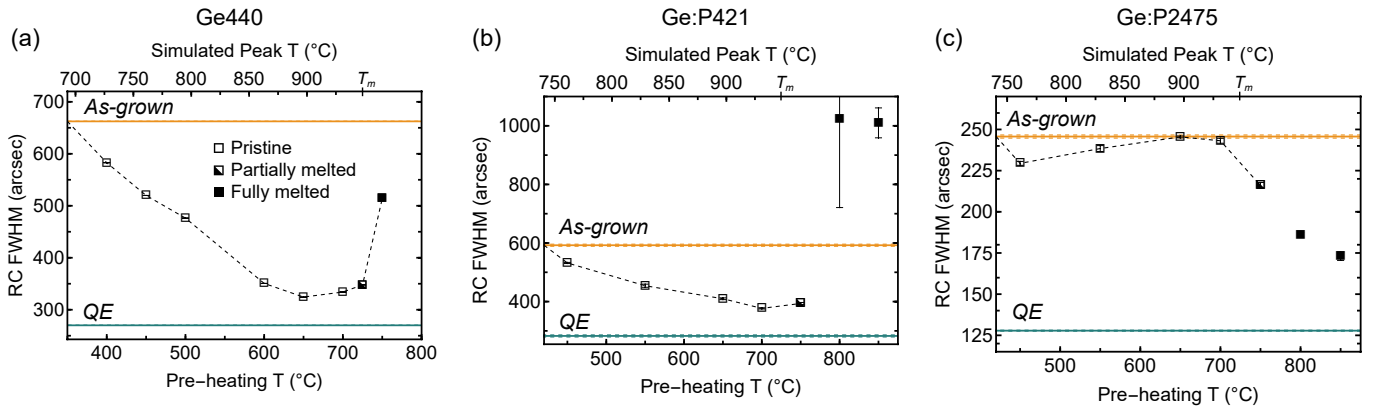 Ge440
(a)
Simulated Peak T (°C)
700 750 800 850 900 Tm
700
600
500
400
300
RC FWHM (arcsec)
As-grown
Pristine
Partially melted
Fully melted
QE
400 500 600 700 800
Pre−heating T (°C)
Ge:P421
(b)
Simulated Peak T (°C)
750 800 850 900 Tm
1000
800
600
400
RC FWHM (arcsec)
As-grown
QE
500 600 700 800
Pre−heating T (°C)
Ge:P2475
(c)
Simulated Peak T (°C)
750 800 850 900 Tm
250
225
200
175
150
125
RC FWHM (arcsec)
As-grown
QE
500 600 700 800
Pre−heating T (°C)